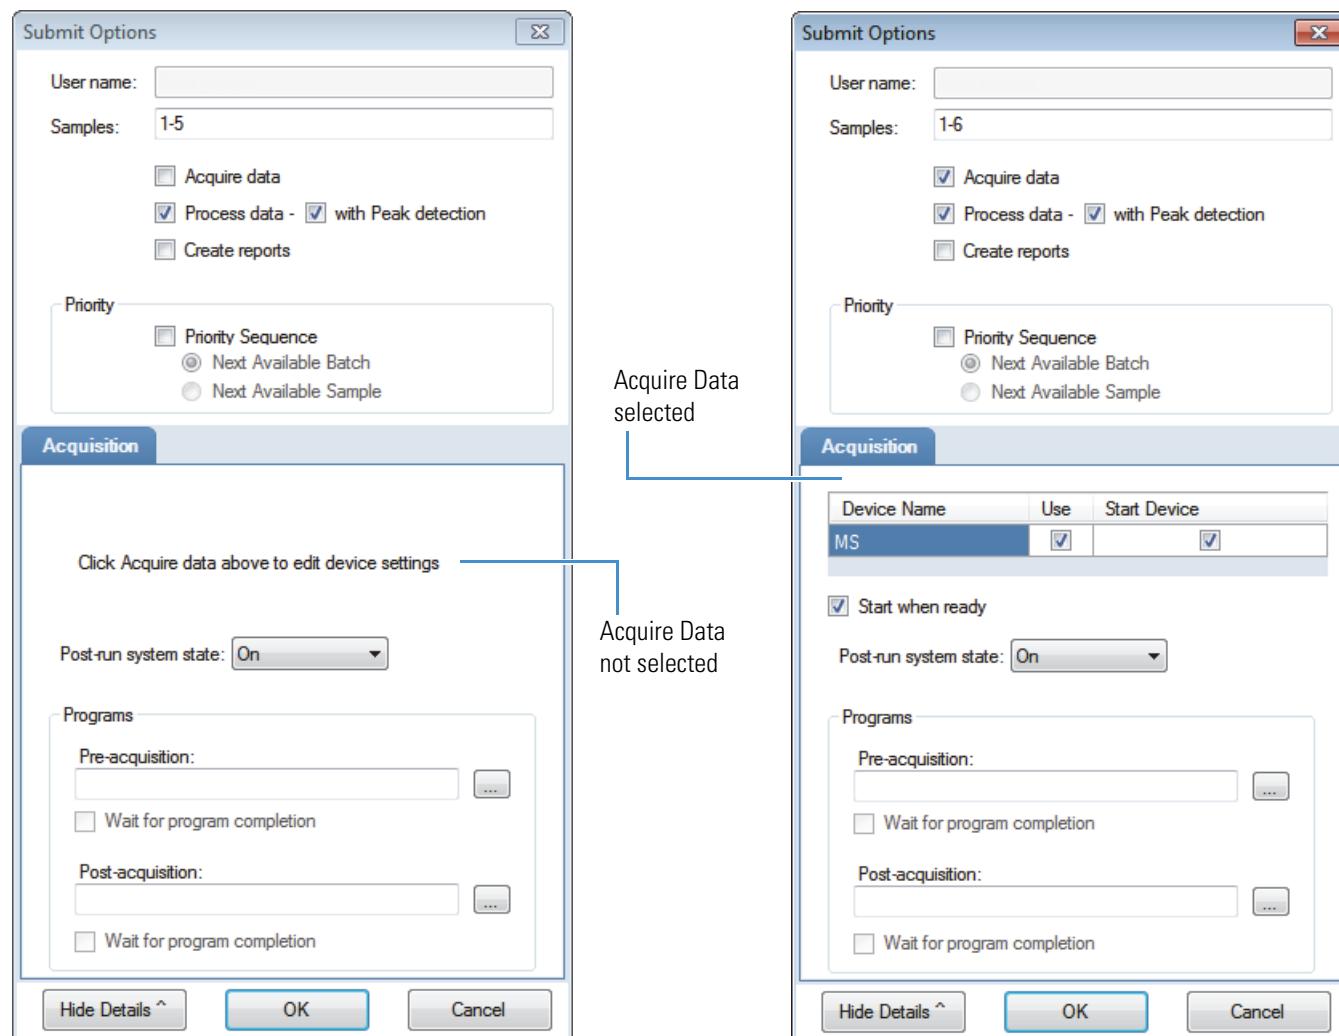 Submit Options
User name:
Samples: 1-5
Acquire data
Process data - with Peak detection
Create reports
Priority
Priority Sequence
Next Available Batch
Next Available Sample
Acquisition
Click Acquire data above to edit device settings
Post-run system state: On
Programs
Pre-acquisition:
...
Wait for program completion
Post-acquisition:
...
Wait for program completion
Hide Details ^ OK Cancel
Acquire Data
selected
Acquire Data
not selected
Submit Options
User name:
Samples: 1-6
Acquire data
Process data - with Peak detection
Create reports
Priority
Priority Sequence
Next Available Batch
Next Available Sample
Acquisition
Device Name Use Start Device
MS
Start when ready
Post-run system state: On
Programs
Pre-acquisition:
...
Wait for program completion
Post-acquisition:
...
Wait for program completion
Hide Details ^ OK Cancel